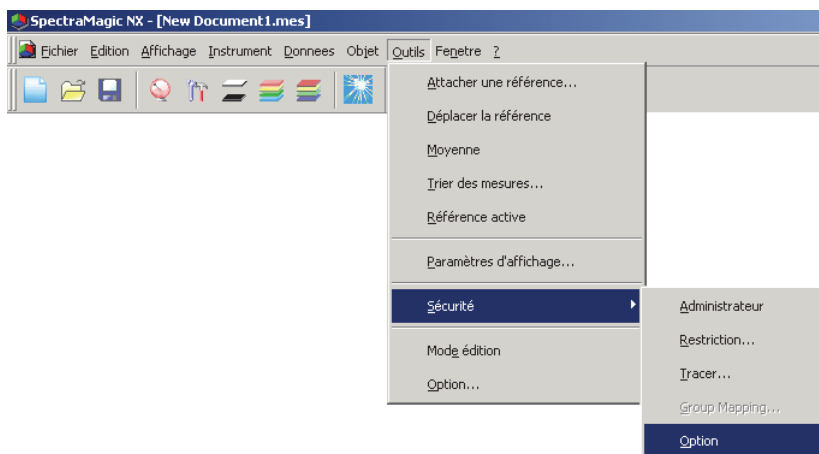 SpectraMagic NX - [New Document1.mes]
Fichier Edition Affichage Instrument Donnees Objet Outils Fenetre ?
Attacher une référence...
Déplacer la référence
Moyenne
Trier des mesures...
Référence active
Paramètres d'affichage...
Sécurité
Administrateur
Restriction...
Tracer...
Group Mapping...
Option
Mode édition
Option...